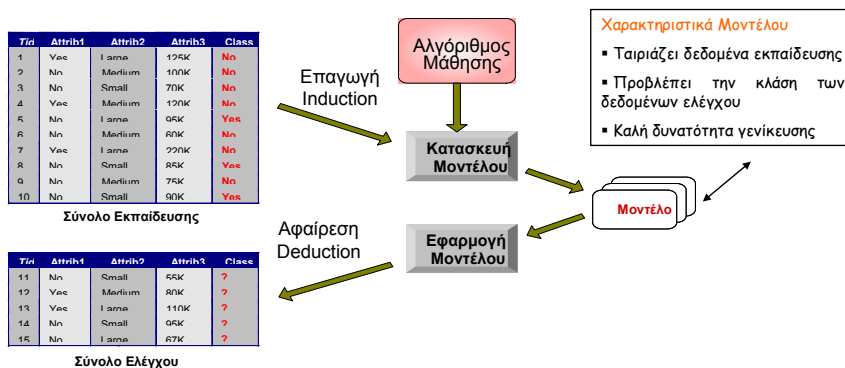 Tid Attrib1 Attrib2 Attrib3 Class
1 Yes Large 125K No
2 No Medium 100K No
3 No Small 70K No
4 Yes Medium 120K No
5 No Large 95K Yes
6 No Medium 60K No
7 Yes Large 220K No
8 No Small 85K Yes
9 No Medium 75K No
10 No Small 90K Yes
Σύνολο Εκπαίδευσης
Επαγωγή
Induction
Αλγόριθμος
Μάθησης
Κατασκευή
Μοντέλου
Χαρακτηριστικά Μοντέλου
▪ Ταιριάζει δεδομένα εκπαίδευσης
▪ Προβλέπει την κλάση των
δεδομένων ελέγχου
▪ Καλή δυνατότητα γενίκευσης
Μοντέλο
Αφαίρεση
Deduction
Εφαρμογή
Μοντέλου
Tid Attrib1 Attrib2 Attrib3 Class
11 No Small 55K ?
12 Yes Medium 80K ?
13 Yes Large 110K ?
14 No Small 95K ?
15 No Large 67K ?
Σύνολο Ελέγχου